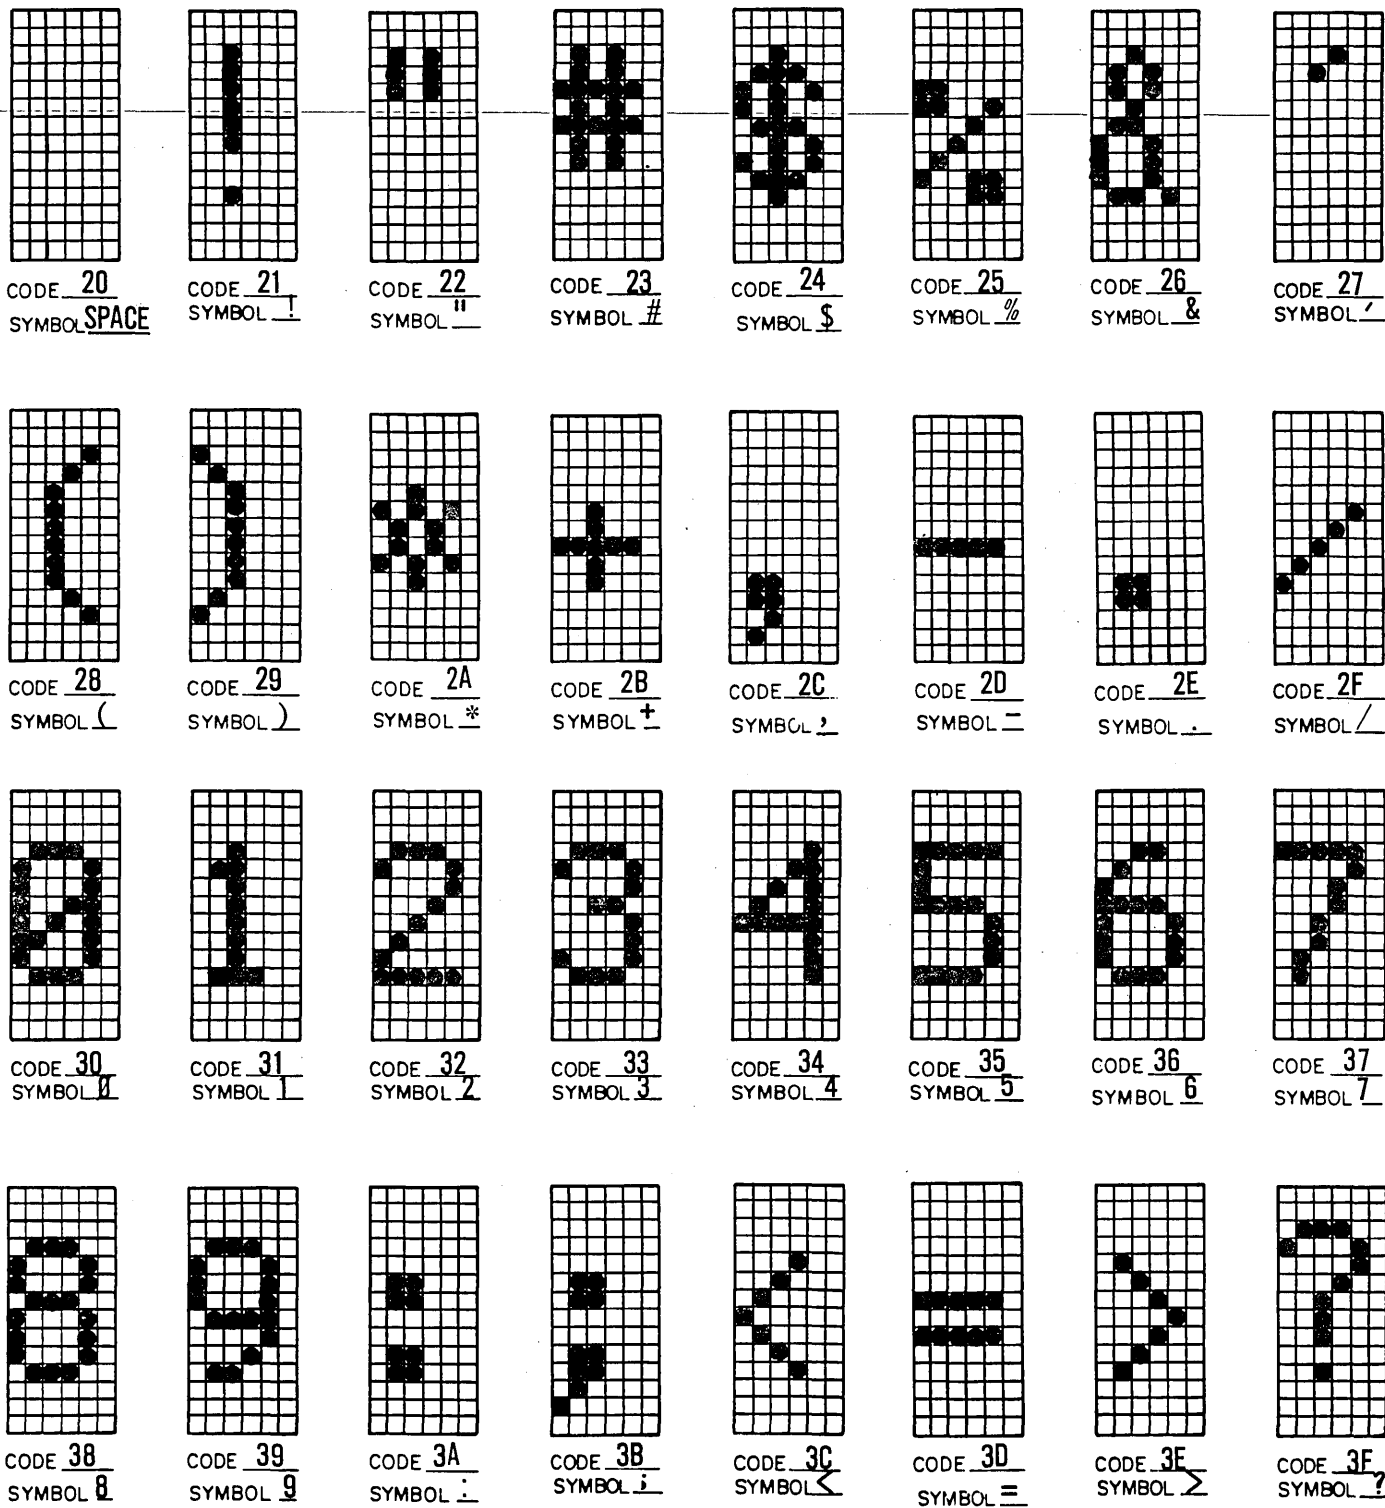 CODE 20 CODE 21 CODE 22 CODE 23 CODE 24 CODE 25 CODE 26 CODE 27
SYMBOL SPACE SYMBOL ! SYMBOL " SYMBOL # SYMBOL $ SYMBOL % SYMBOL & SYMBOL ′
CODE 28 CODE 29 CODE 2A CODE 2B CODE 2C CODE 2D CODE 2E CODE 2F
SYMBOL ( SYMBOL ) SYMBOL * SYMBOL + SYMBOL , SYMBOL - SYMBOL . SYMBOL /
CODE 30 CODE 31 CODE 32 CODE 33 CODE 34 CODE 35 CODE 36 CODE 37
SYMBOL 0 SYMBOL 1 SYMBOL 2 SYMBOL 3 SYMBOL 4 SYMBOL 5 SYMBOL 6 SYMBOL 7
CODE 38 CODE 39 CODE 3A CODE 3B CODE 3C CODE 3D CODE 3E CODE 3F
SYMBOL 8 SYMBOL 9 SYMBOL : SYMBOL ; SYMBOL < SYMBOL = SYMBOL > SYMBOL ?